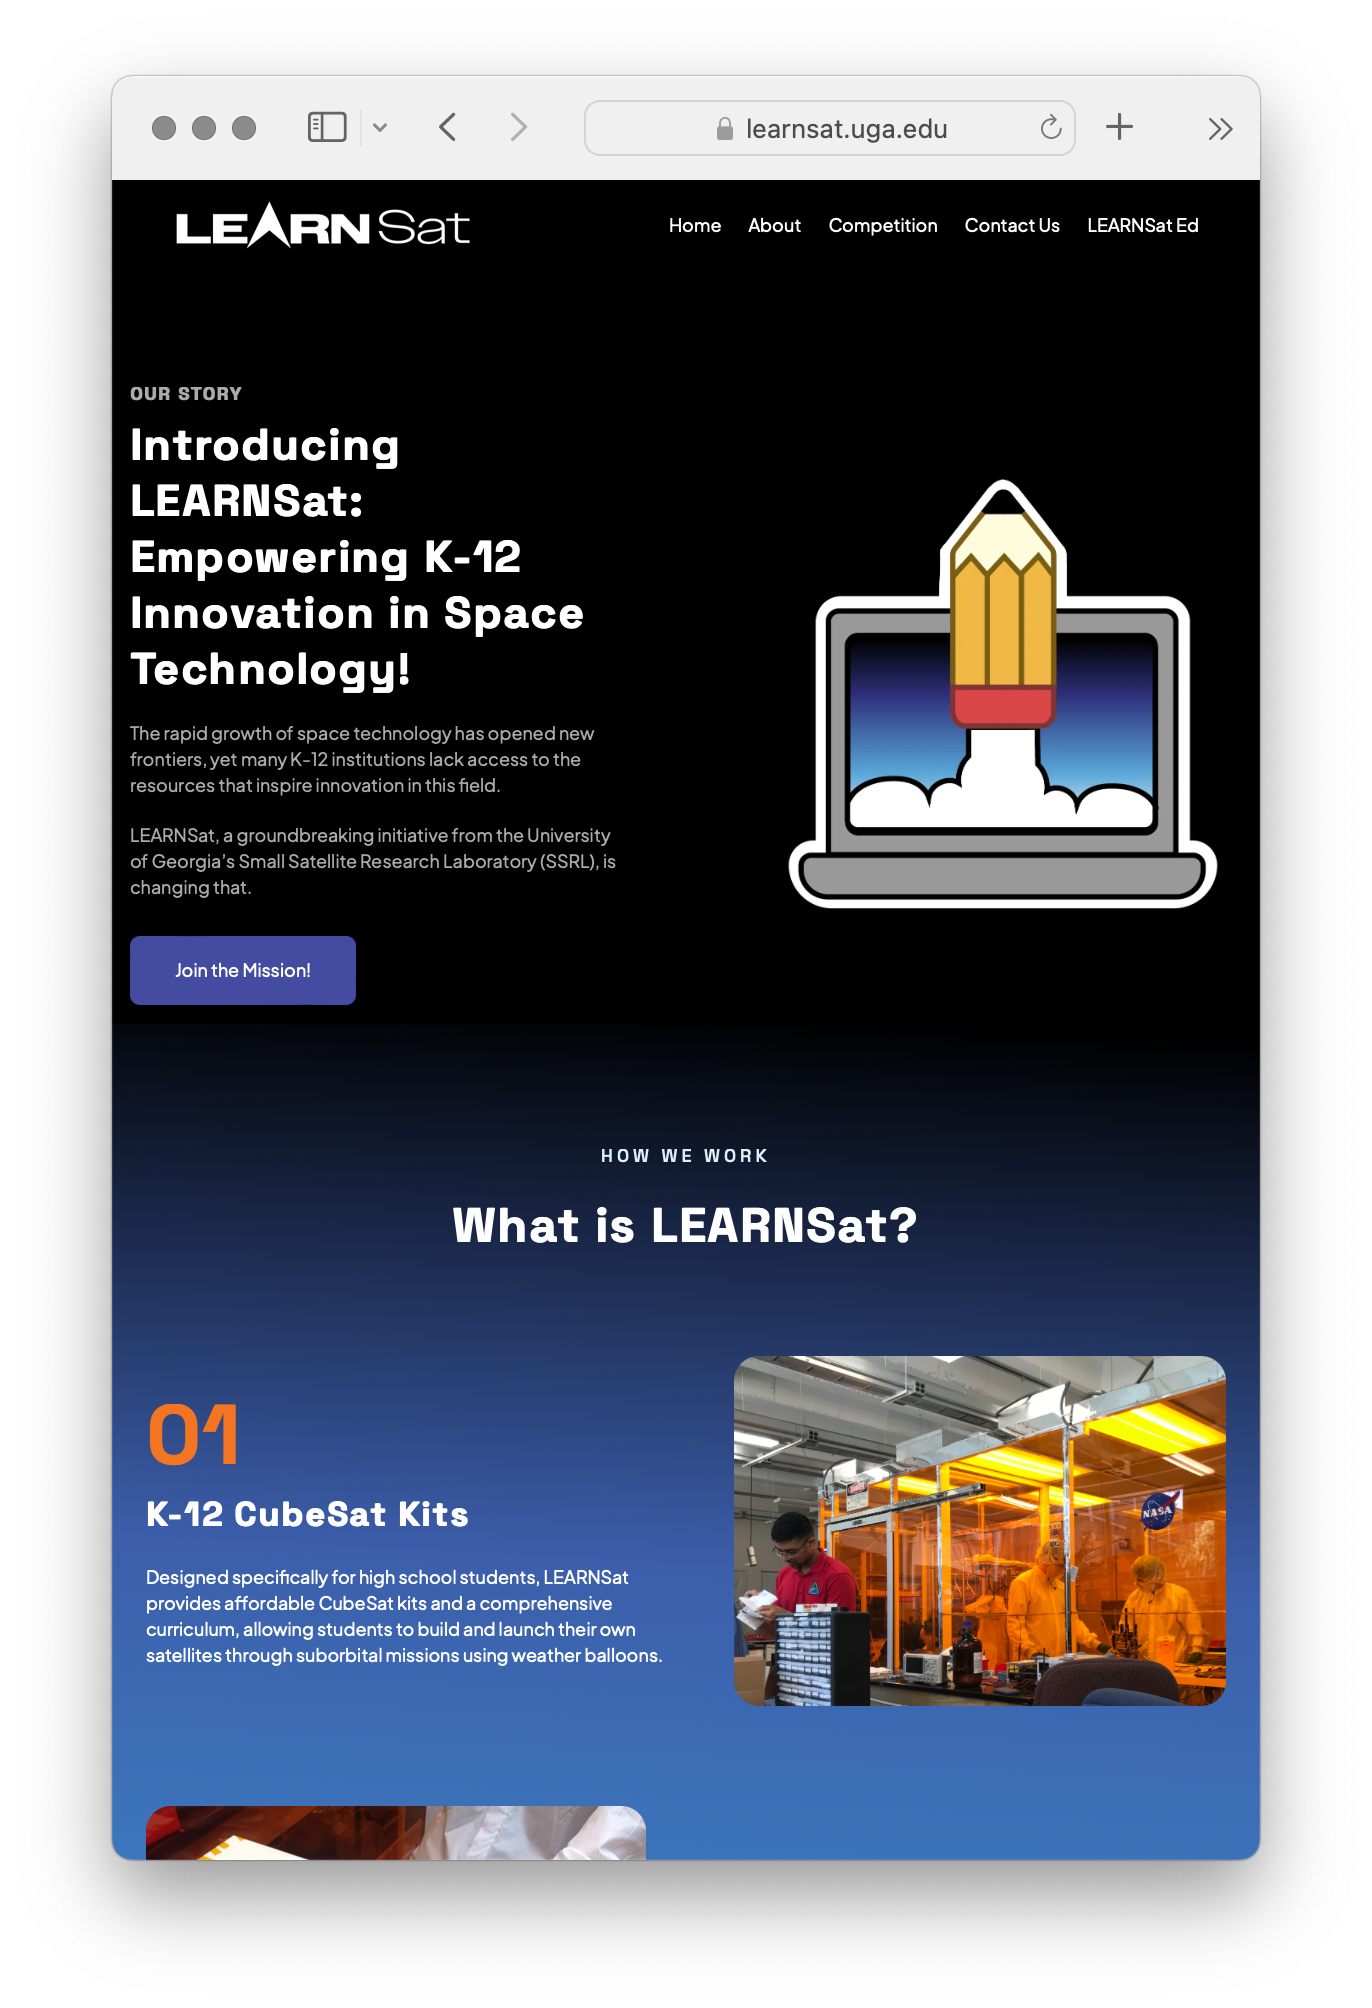 learnsat.uga.edu
LEARN Sat
Home About Competition Contact Us LEARNSat Ed
OUR STORY
Introducing
LEARNSat:
Empowering K-12
Innovation in Space
Technology!
The rapid growth of space technology has opened new
frontiers, yet many K-12 institutions lack access to the
resources that inspire innovation in this field.
LEARNSat, a groundbreaking initiative from the University
of Georgia's Small Satellite Research Laboratory (SSRL), is
changing that.
Join the Mission!
HOW WE WORK
What is LEARNSat?
01
K-12 CubeSat Kits
Designed specifically for high school students, LEARNSat
provides affordable CubeSat kits and a comprehensive
curriculum, allowing students to build and launch their own
satellites through suborbital missions using weather balloons.
NASA